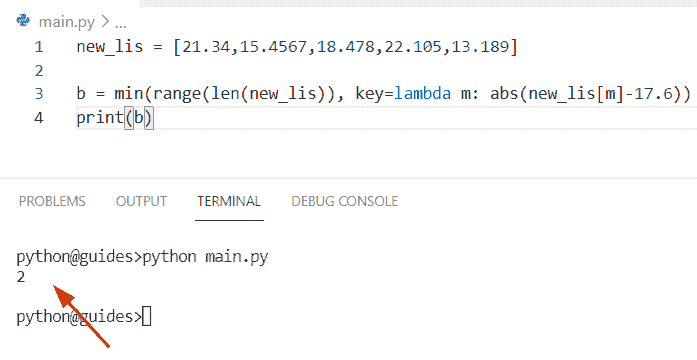 main.py > ...
1 new_lis = [21.34,15.4567,18.478,22.105,13.189]
2
3 b = min(range(len(new_lis)), key=lambda m: abs(new_lis[m]-17.6))
4 print(b)
PROBLEMS OUTPUT TERMINAL DEBUG CONSOLE
python@guides>python main.py
2
python@guides>